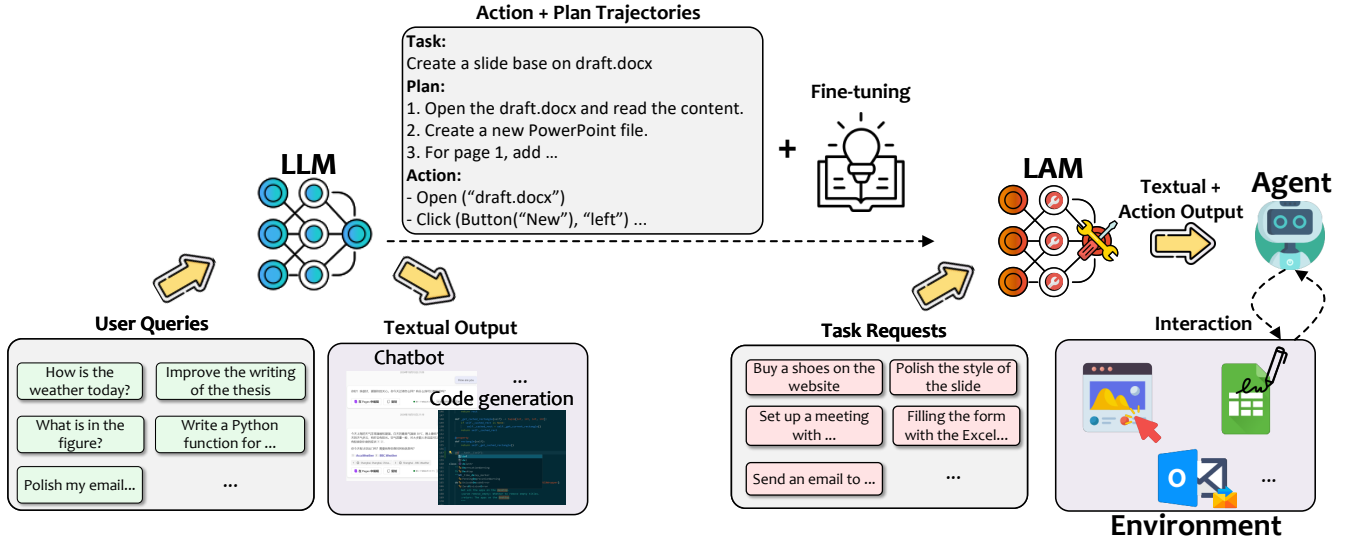 Action + Plan Trajectories
Task:
Create a slide base on draft.docx
Plan:
1. Open the draft.docx and read the content.
2. Create a new PowerPoint file.
3. For page 1, add ...
Action:
- Open (“draft.docx”)
- Click (Button(“New”), “left”) ...
+
Fine-tuning
LLM
LAM
Textual +
Action Output
Agent
User Queries
How is the
weather today?
Improve the writing
of the thesis
What is in the
figure?
Write a Python
function for ...
Polish my email...
...
Textual Output
Chatbot
...
Code generation
Task Requests
Buy a shoes on the
website
Polish the style of
the slide
Set up a meeting
with ...
Filling the form
with the Excel...
Send an email to ...
...
Interaction
O
...
Environment